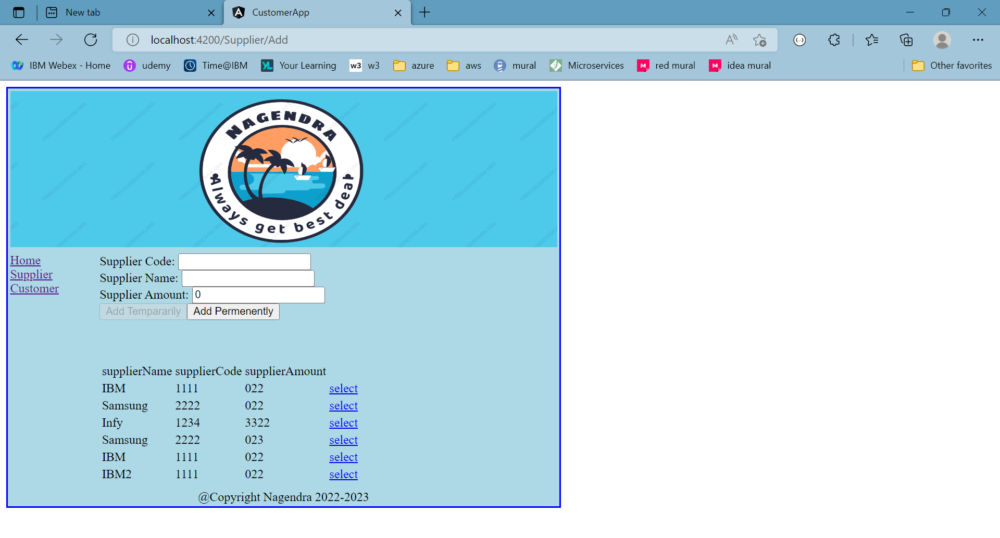 New tab
CustomerApp
localhost:4200/Supplier/Add
IBM Webex - Home udemy Time@IBM YL Your Learning w3 w3 azure aws mural Microservices M red mural M idea mural Other favorites
NAGENDRA
Always get best deal
FREELOGODESIGN.ORG
Home
Supplier
Customer
Supplier Code:
Supplier Name:
Supplier Amount: 0
Add Tempararily Add Permenently
supplierName supplierCode supplierAmount
IBM 1111 022 select
Samsung 2222 022 select
Infy 1234 3322 select
Samsung 2222 023 select
IBM 1111 022 select
IBM2 1111 022 select
@Copyright Nagendra 2022-2023